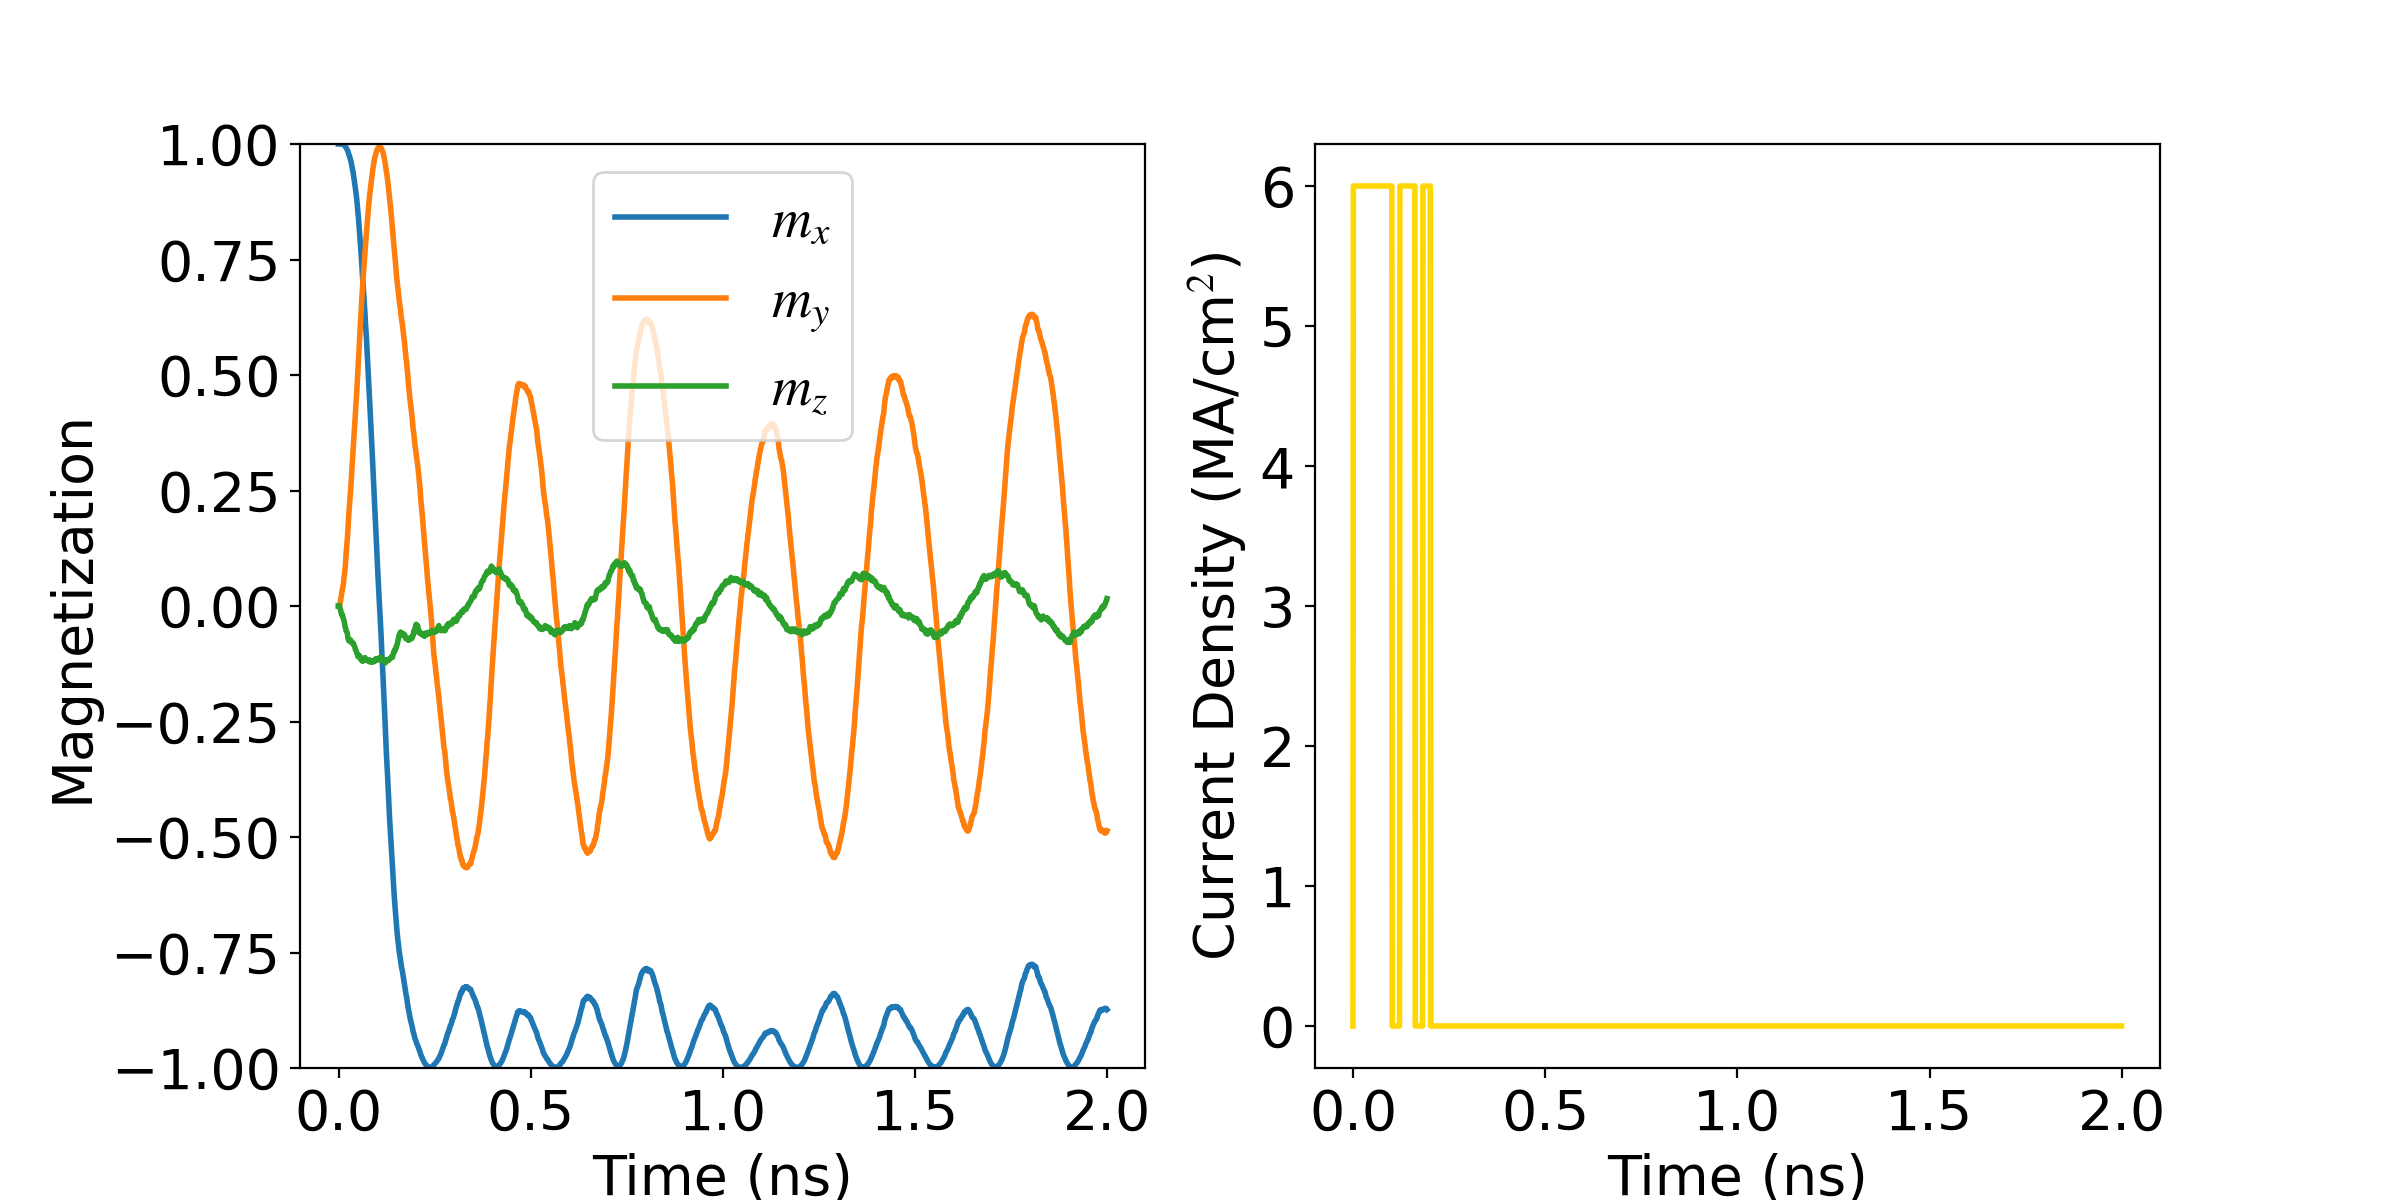 1.00
0.75
0.50
0.25
0.00
−0.25
−0.50
−0.75
−1.00
Magnetization
0.0 0.5 1.0 1.5 2.0
Time (ns)
m_x
m_y
m_z
6
5
4
3
2
1
0
Current Density (MA/cm²)
0.0 0.5 1.0 1.5 2.0
Time (ns)